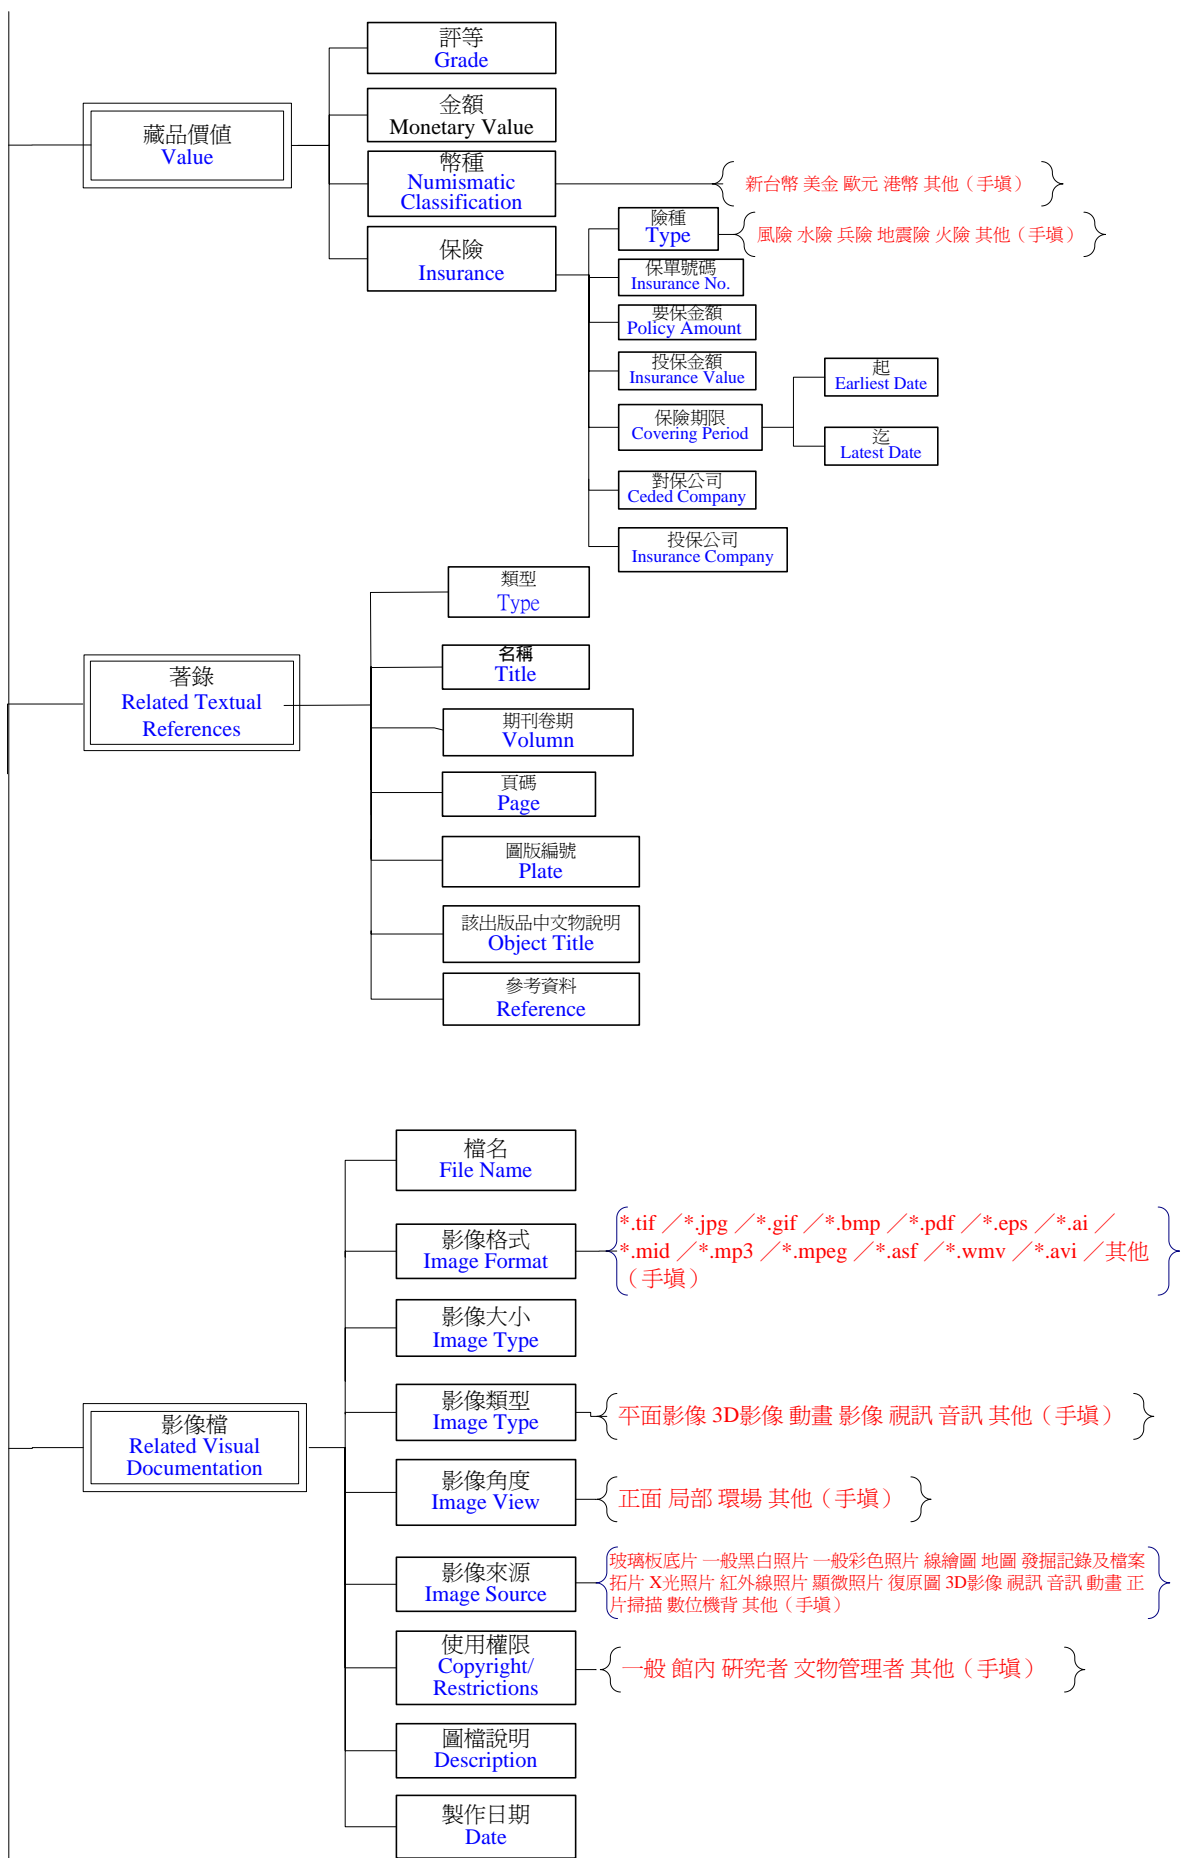 評等
Grade
藏品價值
Value
金額
Monetary Value
幣種
Numismatic
Classification
新台幣 美金 歐元 港幣 其他（手塡）
保險
Insurance
險種
Type
風險 水險 兵險 地震險 火險 其他（手塡）
保單號碼
Insurance No.
要保金額
Policy Amount
投保金額
Insurance Value
保險期限
Covering Period
起
Earliest Date
迄
Latest Date
對保公司
Ceded Company
投保公司
Insurance Company
著錄
Related Textual
References
類型
Type
名稱
Title
期刊卷期
Volumn
頁碼
Page
圖版編號
Plate
該出版品中文物說明
Object Title
參考資料
Reference
影像檔
Related Visual
Documentation
檔名
File Name
影像格式
Image Format
*.tif ／*.jpg ／*.gif ／*.bmp ／*.pdf ／*.eps ／*.ai ／
*.mid ／*.mp3 ／*.mpeg ／*.asf ／*.wmv ／*.avi ／其他
（手塡）
影像大小
Image Type
影像類型
Image Type
平面影像 3D影像 動畫 影像 視訊 音訊 其他（手塡）
影像角度
Image View
正面 局部 環場 其他（手塡）
影像來源
Image Source
玻璃板底片 一般黑白照片 一般彩色照片 線繪圖 地圖 發掘記錄及檔案
拓片 X光照片 紅外線照片 顯微照片 復原圖 3D影像 視訊 音訊 動畫 正
片掃描 數位機背 其他（手塡）
使用權限
Copyright/
Restrictions
一般 館內 研究者 文物管理者 其他（手塡）
圖檔說明
Description
製作日期
Date